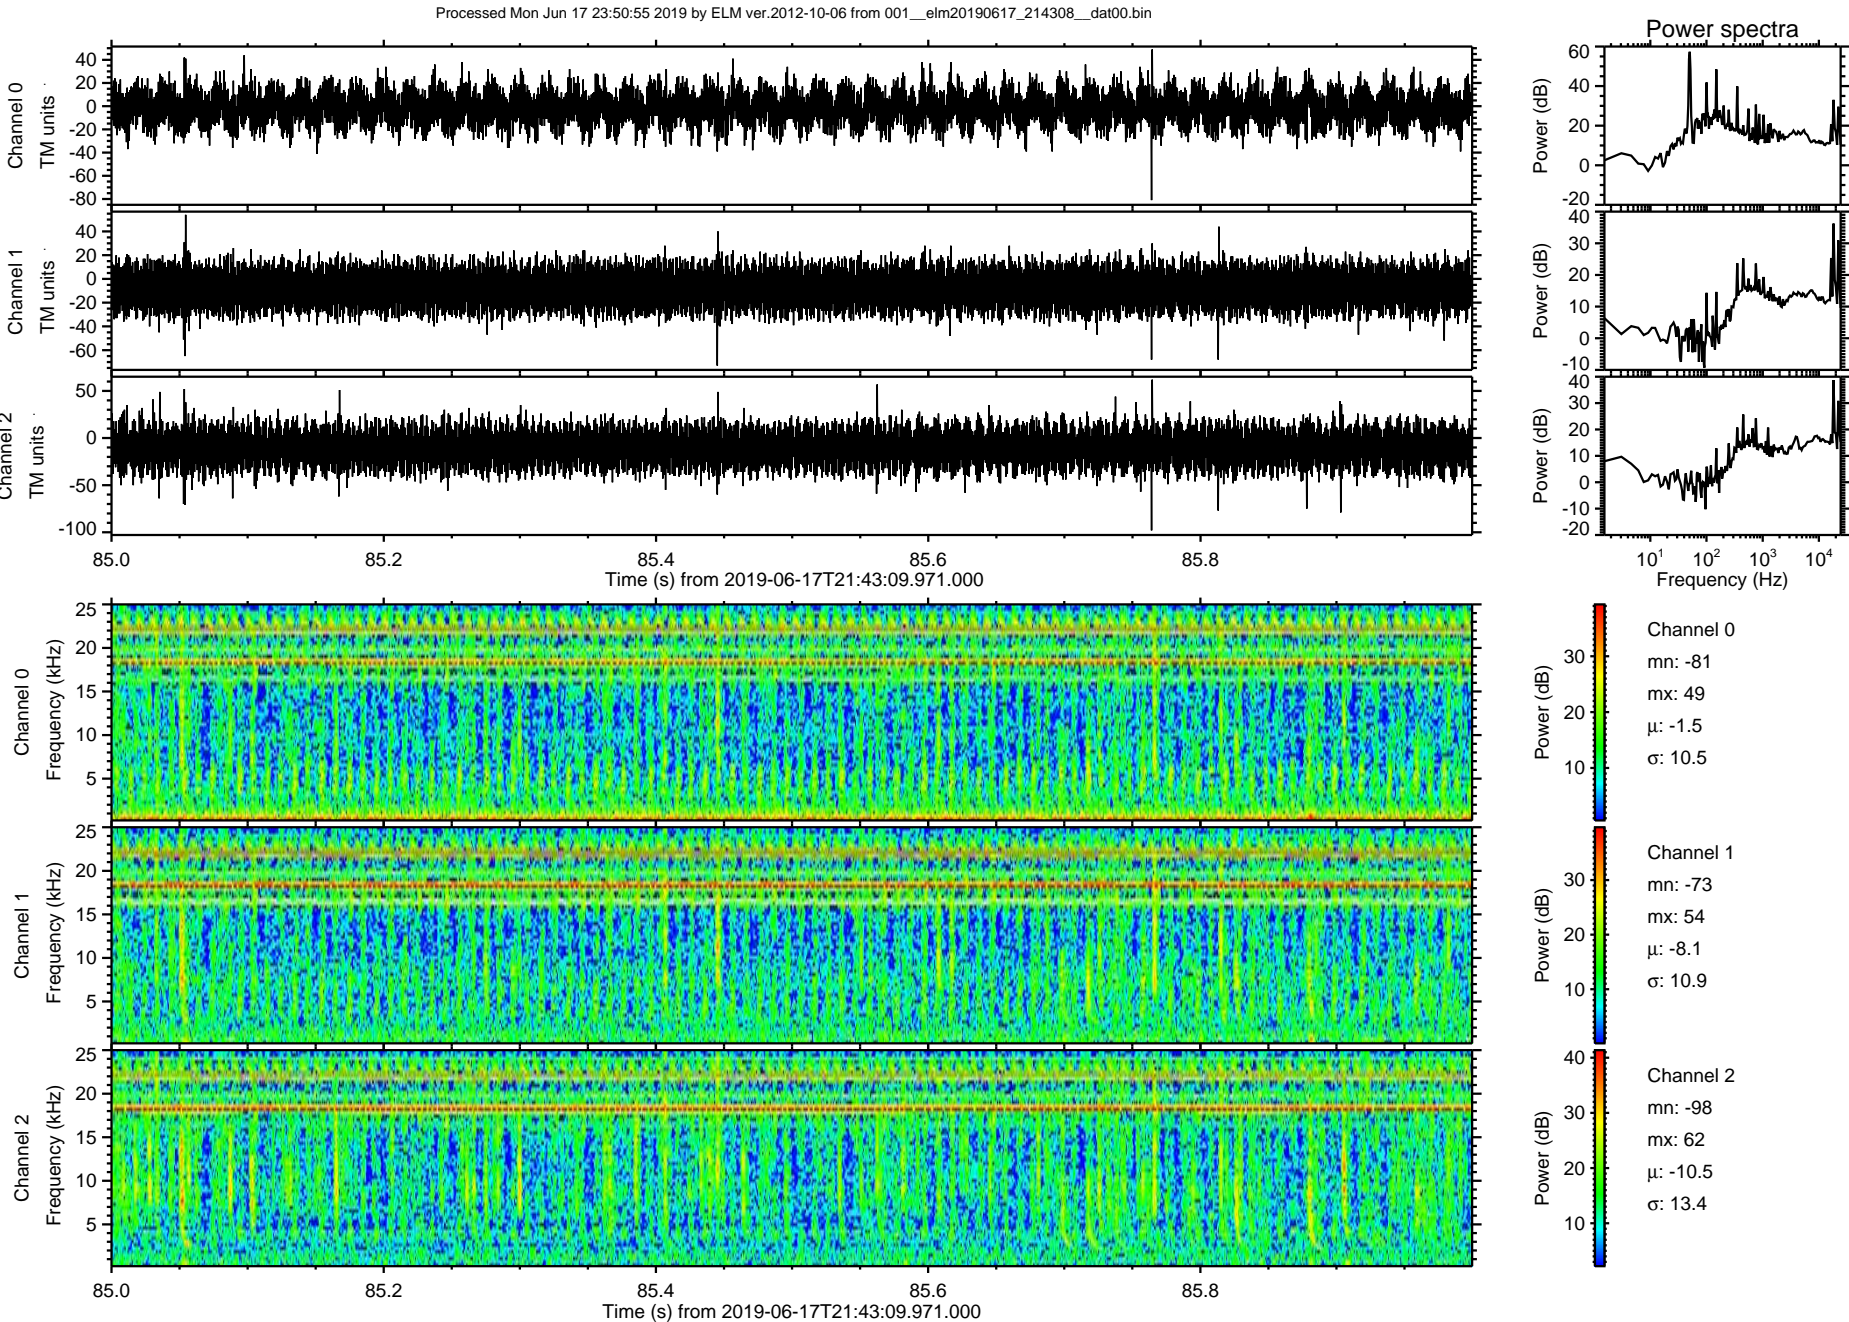 Processed Mon Jun 17 23:50:55 2019 by ELM ver.2012-10-06 from 001__elm20190617_214308__dat00.bin
Power spectra
Channel 0
TM units
40
20
0
-20
-40
-60
-80
Power (dB)
60
40
20
0
-20
Channel 1
TM units
40
20
0
-20
-40
-60
Power (dB)
40
30
20
10
0
-10
Channel 2
TM units
50
0
-50
-100
Power (dB)
40
30
20
10
0
-10
-20
85.0 85.2 85.4 85.6 85.8
Time (s) from 2019-06-17T21:43:09.971.000
10¹ 10² 10³ 10⁴
Frequency (Hz)
Channel 0
Frequency (kHz)
25
20
15
10
5
Power (dB)
30
20
10
Channel 0
mn: -81
mx: 49
μ: -1.5
σ: 10.5
Channel 1
Frequency (kHz)
25
20
15
10
5
Power (dB)
30
20
10
Channel 1
mn: -73
mx: 54
μ: -8.1
σ: 10.9
Channel 2
Frequency (kHz)
25
20
15
10
5
Power (dB)
40
30
20
10
Channel 2
mn: -98
mx: 62
μ: -10.5
σ: 13.4
85.0 85.2 85.4 85.6 85.8
Time (s) from 2019-06-17T21:43:09.971.000